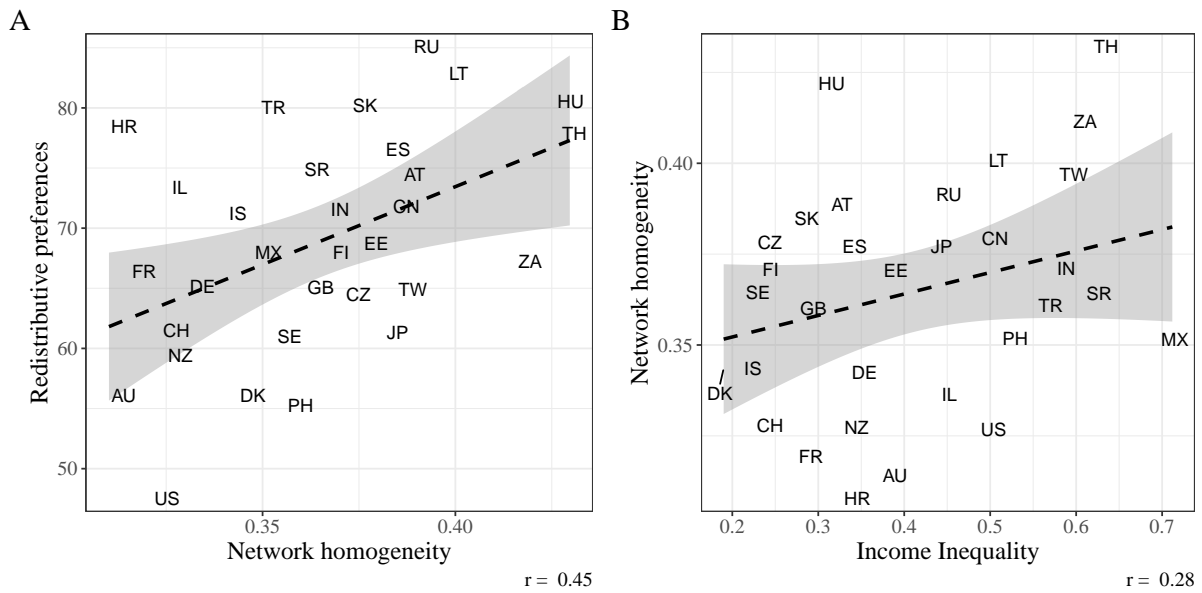 A
Redistributive preferences
80
70
60
50
RU
LT
HU
TR
SK
HR
TH
ES
SR
AT
IL
IS
IN
CN
EE
MX
FI
FR
ZA
DE
GB
CZ
TW
CH
SE
JP
NZ
AU
DK
PH
US
0.35
0.40
Network homogeneity
r = 0.45
B
Network homogeneity
0.40
0.35
TH
HU
ZA
LT
TW
RU
AT
SK
CZ
ES
JP
CN
FI
EE
IN
SE
SR
GB
TR
PH
MX
IS
DE
DK
IL
CH
NZ
US
FR
AU
HR
0.2
0.3
0.4
0.5
0.6
0.7
Income Inequality
r = 0.28